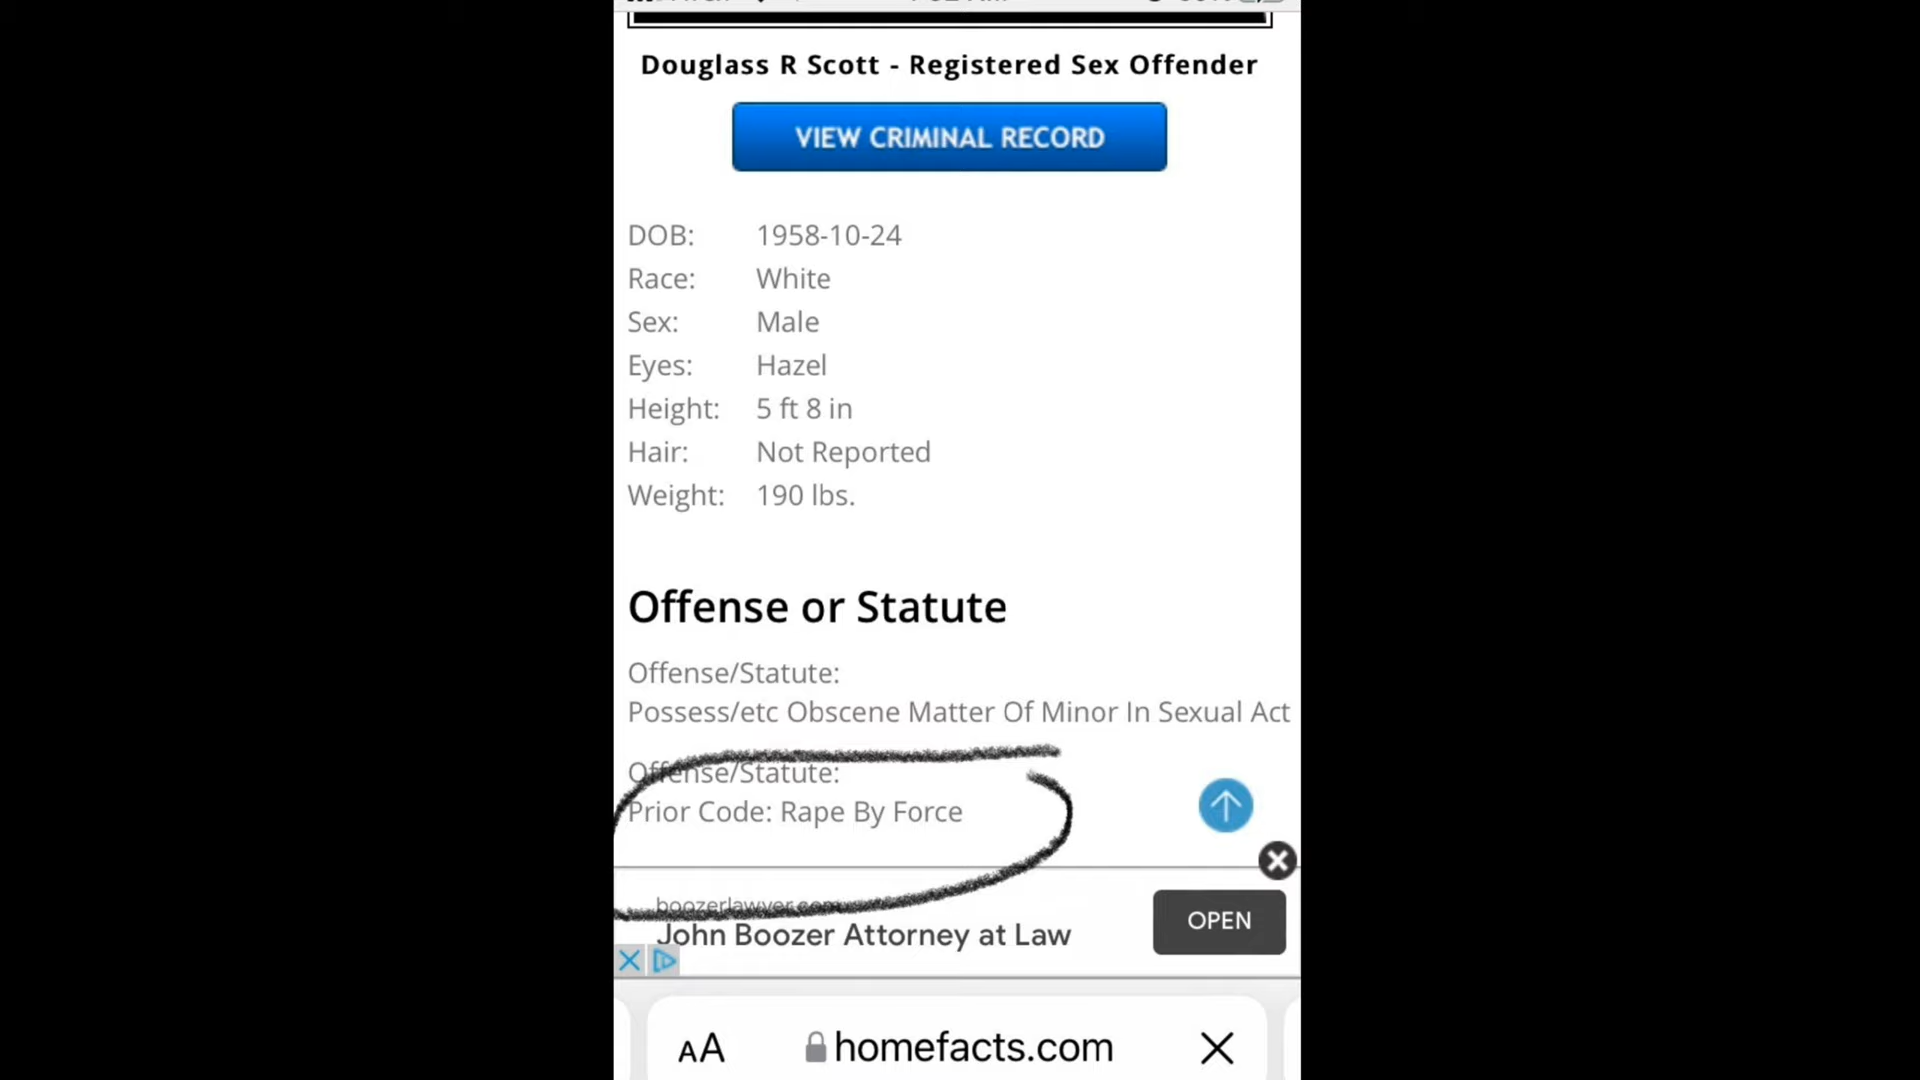 Douglass R Scott - Registered Sex Offender
VIEW CRIMINAL RECORD
DOB: 1958-10-24
Race: White
Sex: Male
Eyes: Hazel
Height: 5 ft 8 in
Hair: Not Reported
Weight: 190 lbs.
Offense or Statute
Offense/Statute:
Possess/etc Obscene Matter Of Minor In Sexual Act
Offense/Statute:
Prior Code: Rape By Force
boozerlawyer.com
John Boozer Attorney at Law
OPEN
AA homefacts.com